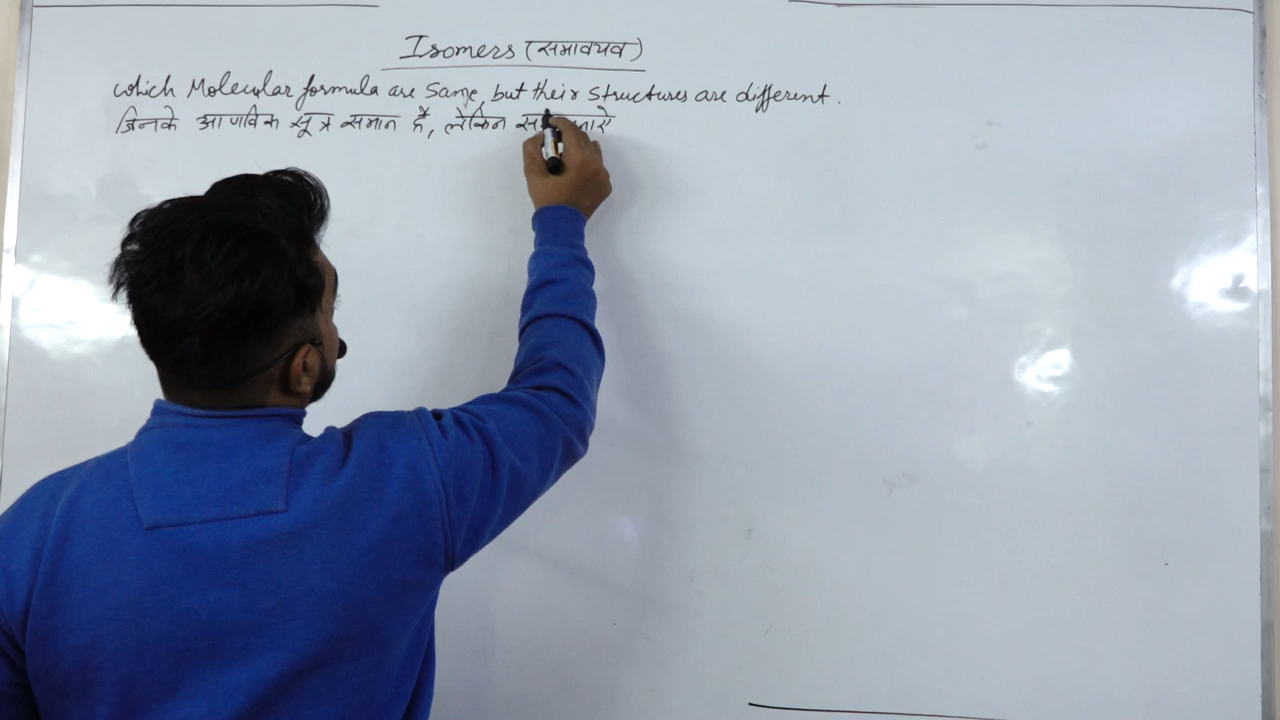 Isomers (समावयव)
which Molecular formula are Same, but their structures are different.
जिनके आणविक सूत्र समान हैं, लेकिन